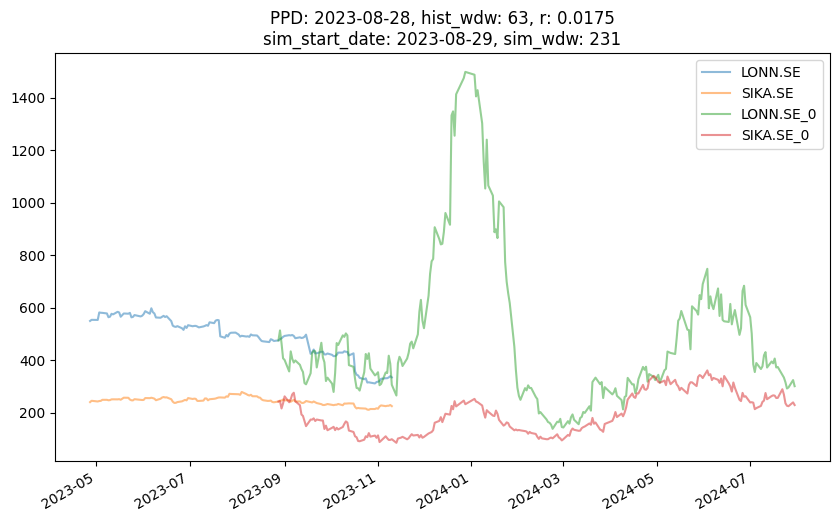 PPD: 2023-08-28, hist_wdw: 63, r: 0.0175
sim_start_date: 2023-08-29, sim_wdw: 231
LONN.SE
SIKA.SE
LONN.SE_0
SIKA.SE_0
1400
1200
1000
800
600
400
200
2023-05
2023-07
2023-09
2023-11
2024-01
2024-03
2024-05
2024-07